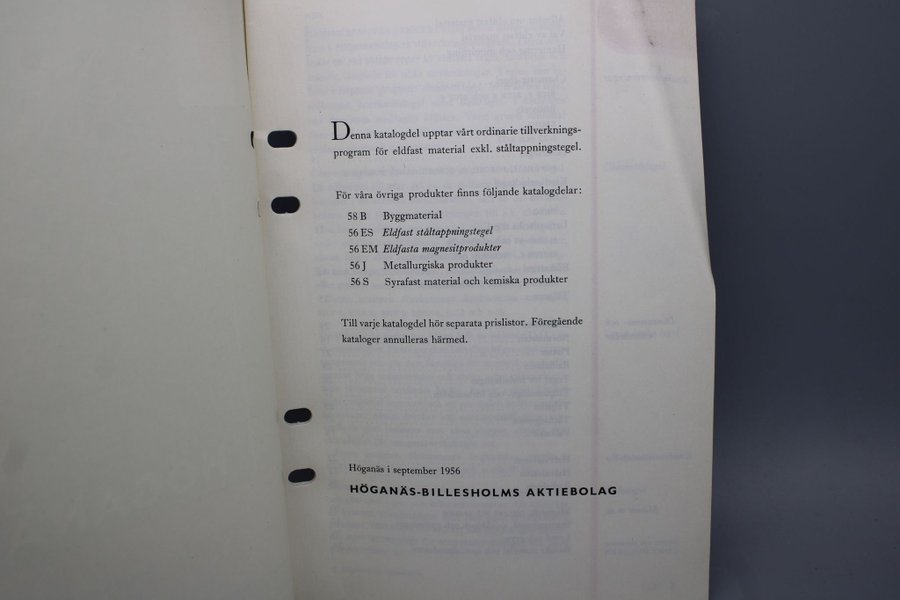 Denna katalogdel upptar vårt ordinarie tillverknings-
program för eldfast material exkl. ståltappningstegel.
För våra övriga produkter finns följande katalogdelar:
58 B Byggmaterial
56 ES Eldfast ståltappningstegel
56 EM Eldfasta magnesitprodukter
56 J Metallurgiska produkter
56 S Syrafast material och kemiska produkter
Till varje katalogdel hör separata prislistor. Föregående
kataloger annulleras härmed.
Höganäs i september 1956
HÖGANÄS-BILLESHOLMS AKTIEBOLAG